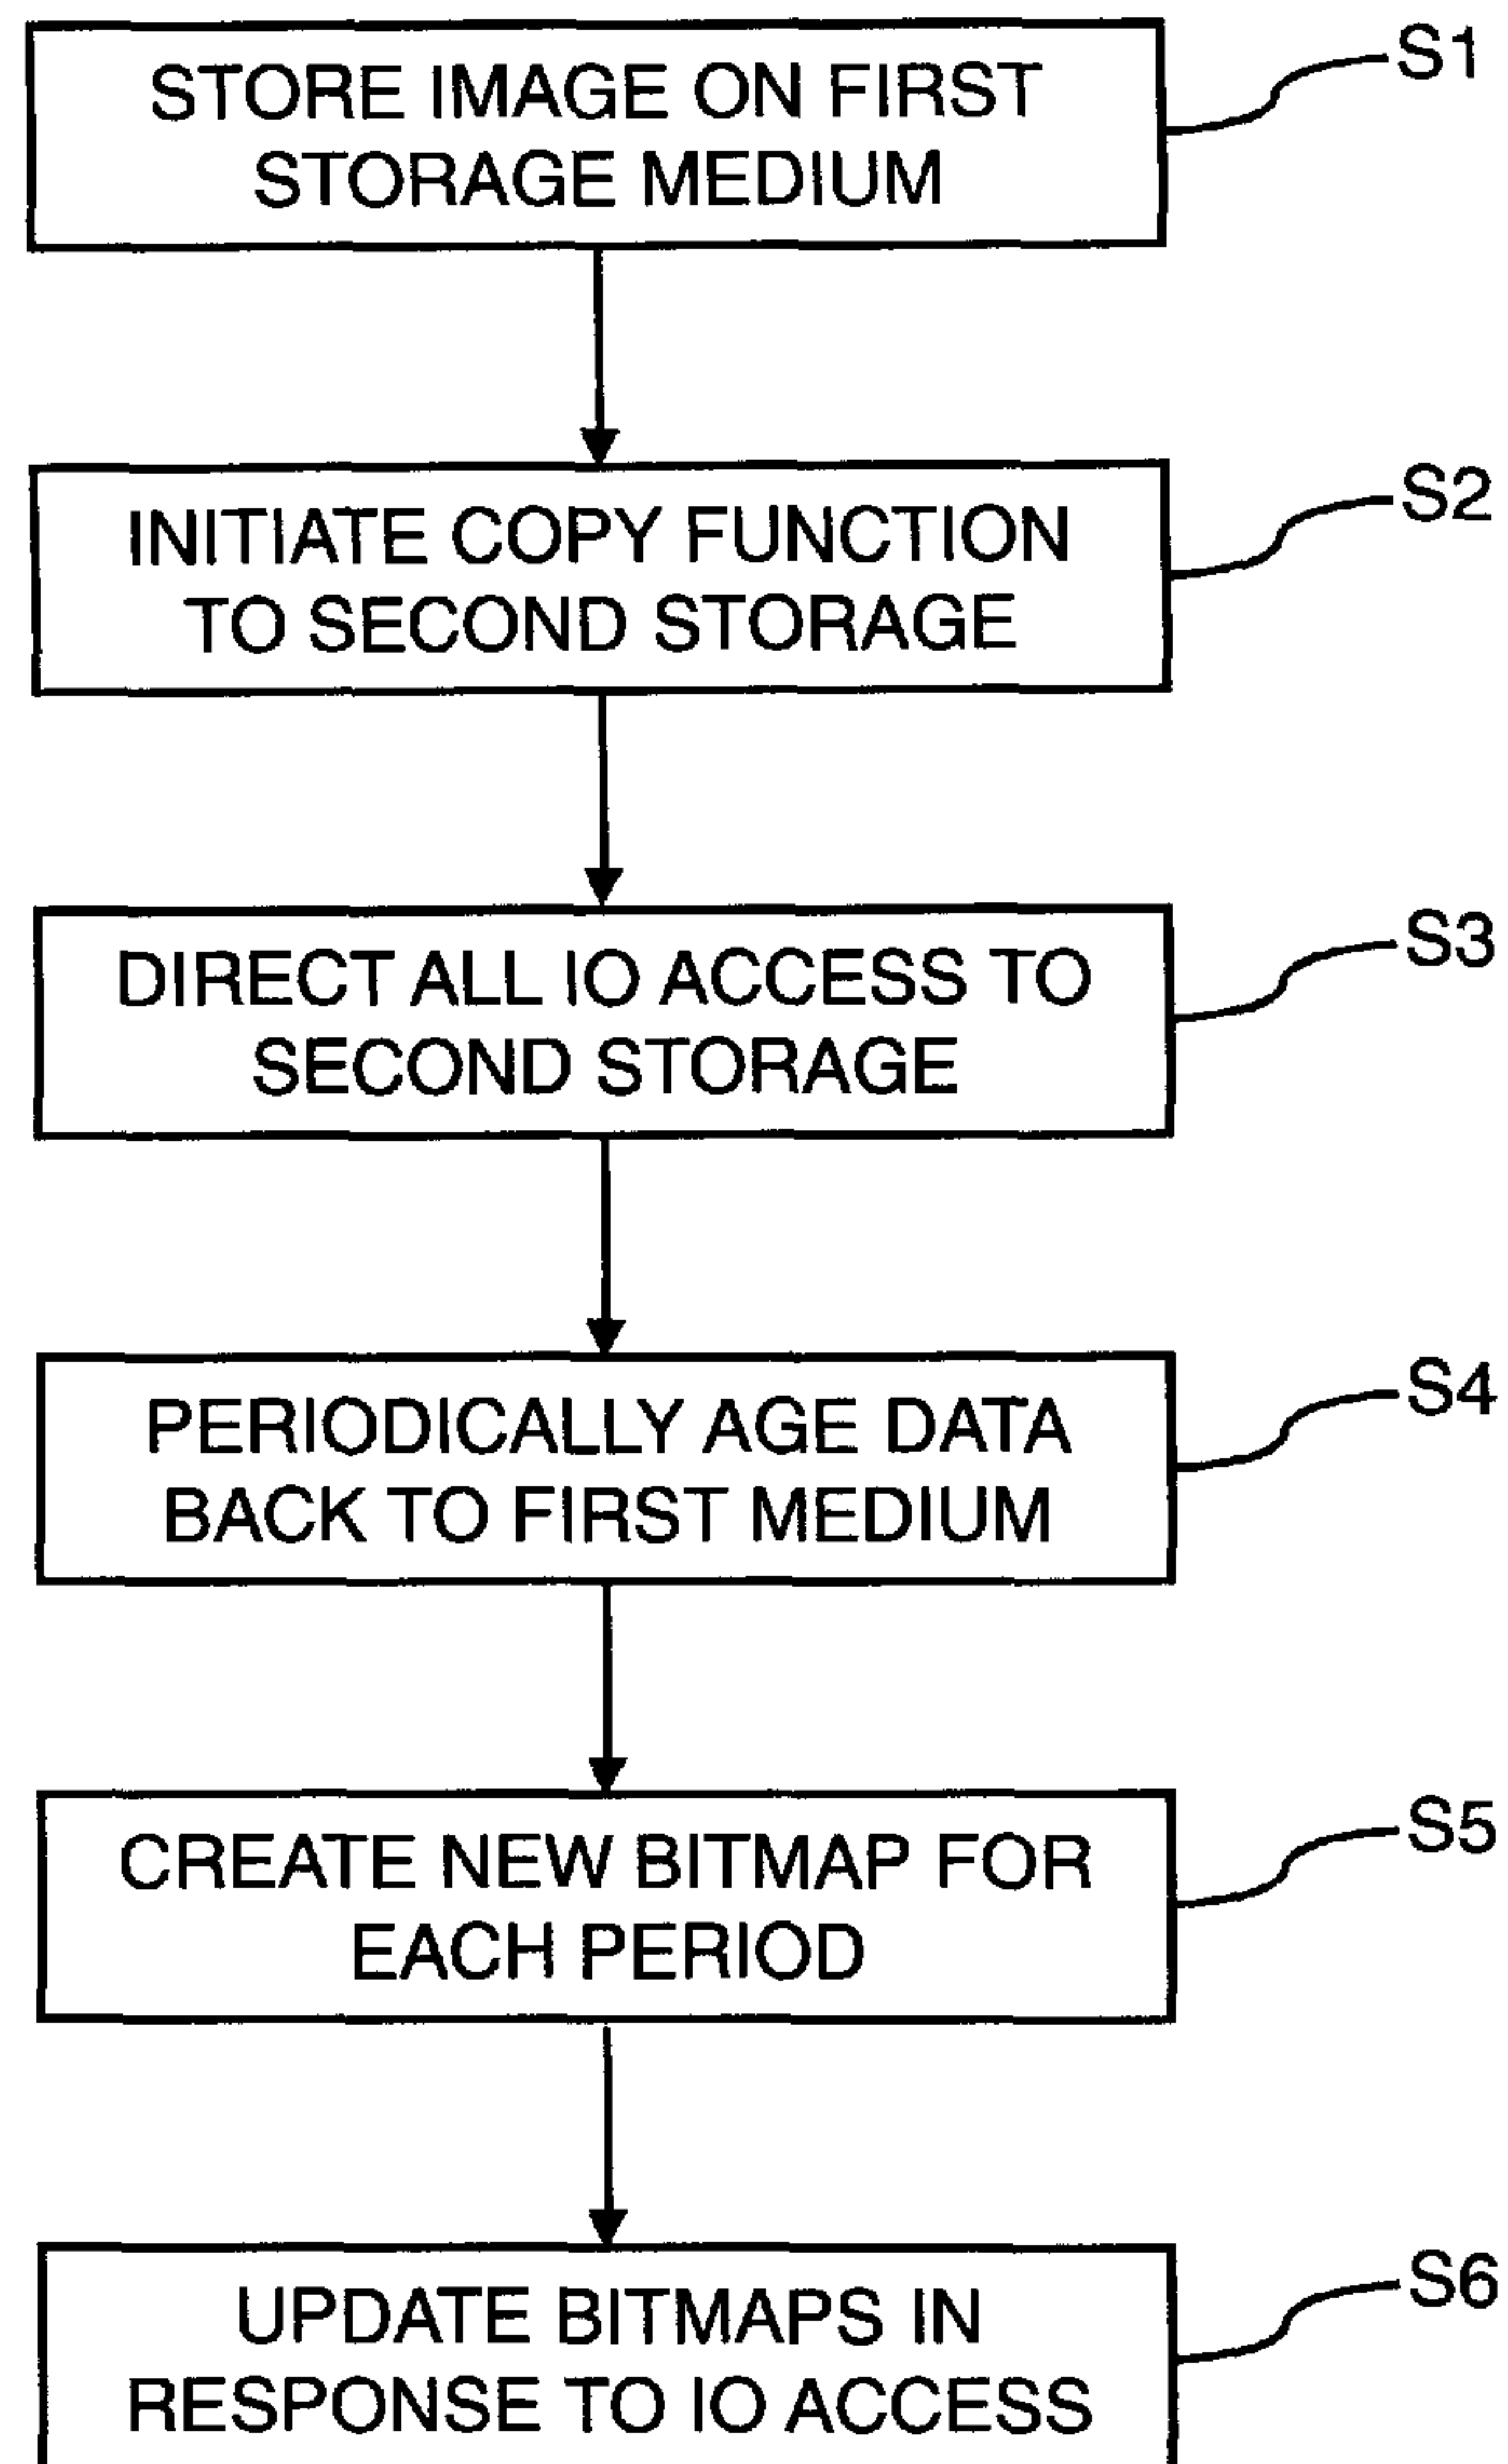 STORE IMAGE ON FIRST
STORAGE MEDIUM
S1
INITIATE COPY FUNCTION
TO SECOND STORAGE
S2
DIRECT ALL IO ACCESS TO
SECOND STORAGE
S3
PERIODICALLY AGE DATA
BACK TO FIRST MEDIUM
S4
CREATE NEW BITMAP FOR
EACH PERIOD
S5
UPDATE BITMAPS IN
RESPONSE TO IO ACCESS
S6